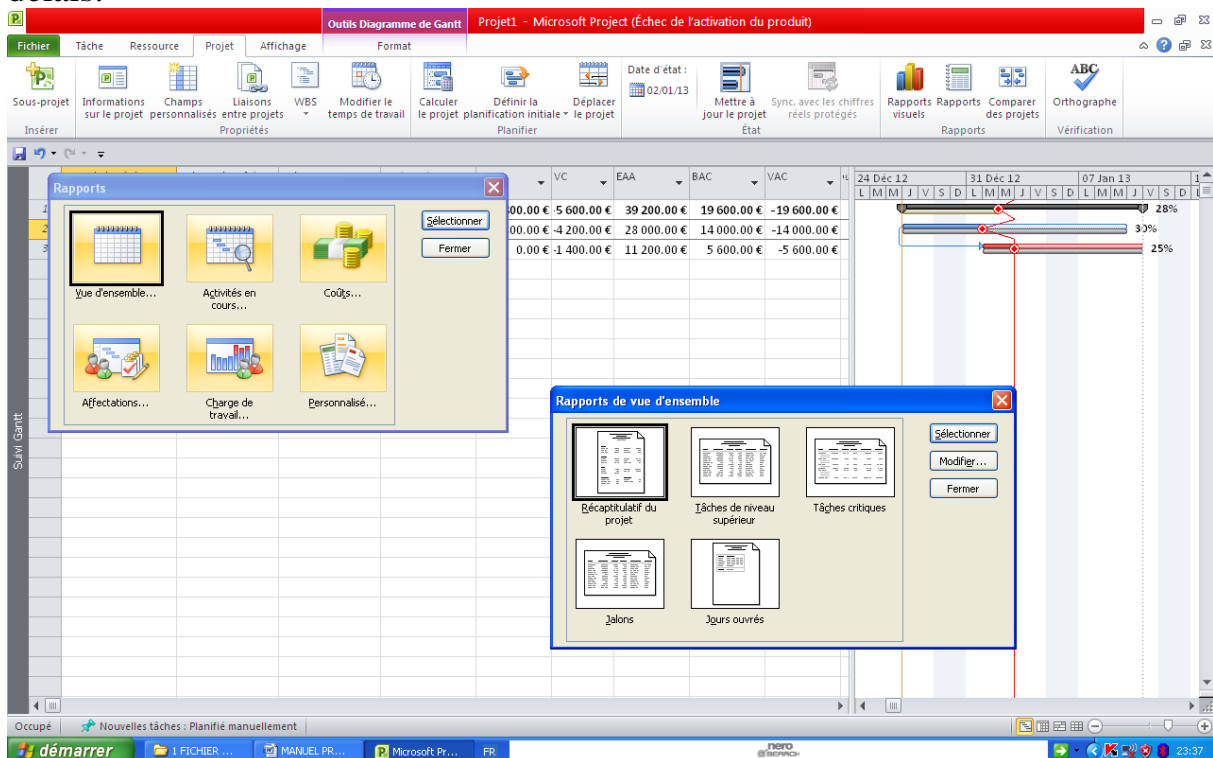 délais.
Outils Diagramme de Gantt
Projet1 - Microsoft Project (Échec de l'activation du produit)
Fichier Tâche Ressource Projet Affichage Format
Sous-projet
Informations sur le projet
Champs personnalisés
Liaisons entre projets
WBS
Modifier le temps de travail
Calculer le projet
Définir la planification initiale
Déplacer le projet
Date d'état :
02/01/13
Mettre à jour le projet
Sync. avec les chiffres réels protégés
Rapports visuels
Rapports
Comparer des projets
ABC
Orthographe
Insérer Propriétés Planifier État Rapports Vérification
VC EAA BAC VAC
24 Déc 12 31 Déc 12 07 Jan 13 1
L M M J V S D L M M J V S D L M M J V S D L
1 -5 600.00 € 39 200.00 € 19 600.00 € -19 600.00 € 28%
2 -4 200.00 € 28 000.00 € 14 000.00 € -14 000.00 € 30%
3 0.00 € -1 400.00 € 11 200.00 € 5 600.00 € -5 600.00 € 25%
Rapports
Sélectionner
Fermer
Vue d'ensemble...
Activités en cours...
Coûts...
Affectations...
Charge de travail...
Personnalisé...
Rapports de vue d'ensemble
Sélectionner
Modifier...
Fermer
Récaptitulatif du projet
Tâches de niveau supérieur
Tâches critiques
Jalons
Jours ouvrés
Suivi Gantt
Occupé Nouvelles tâches : Planifié manuellement
démarrer 1 FICHIER ... MANUEL PR... Microsoft Pr... FR nero SEARCH 23:37